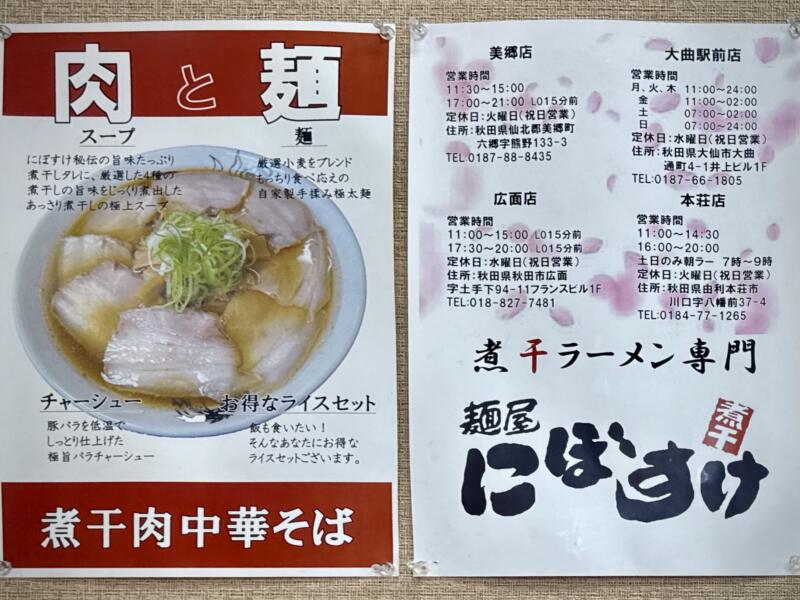 肉と麺
スープ
にぼすけ秘伝の旨味たっぷり
煮干しタレに、厳選した4種の
煮干しの旨味をじっくり煮出した
あっさり煮干しの極上スープ
麺
厳選小麦をブレンド
もっちり食べ応えの
自家製手揉み極太麺
チャーシュー
豚バラを低温で
しっとり仕上げた
極旨バラチャーシュー
お得なライスセット
飯も食いたい!
そんなあなたにお得な
ライスセットございます。
煮干肉中華そば
美郷店
営業時間
11:30〜15:00
17:00〜21:00 LO15分前
定休日:火曜日(祝日営業)
住所:秋田県仙北郡美郷町
六郷字熊野133-3
TEL:0187-88-8435
大曲駅前店
営業時間
月、火、木 11:00〜24:00
金 11:00〜02:00
土 07:00〜02:00
日 07:00〜24:00
定休日:水曜日(祝日営業)
住所:秋田県大仙市大曲
通町4-1井上ビル1F
TEL:0187-66-1805
広面店
営業時間
11:00〜15:00 LO15分前
17:30〜20:00 LO15分前
定休日:水曜日(祝日営業)
住所:秋田県秋田市広面
字土手下94-11フランスビル1F
TEL:018-827-7481
本荘店
営業時間
11:00〜14:30
16:00〜20:00
土日のみ朝ラー 7時〜9時
定休日:火曜日(祝日営業)
住所:秋田県由利本荘市
川口字八幡前37-4
TEL:0184-77-1265
煮干ラーメン専門
麺屋
にぼすけ
煮干